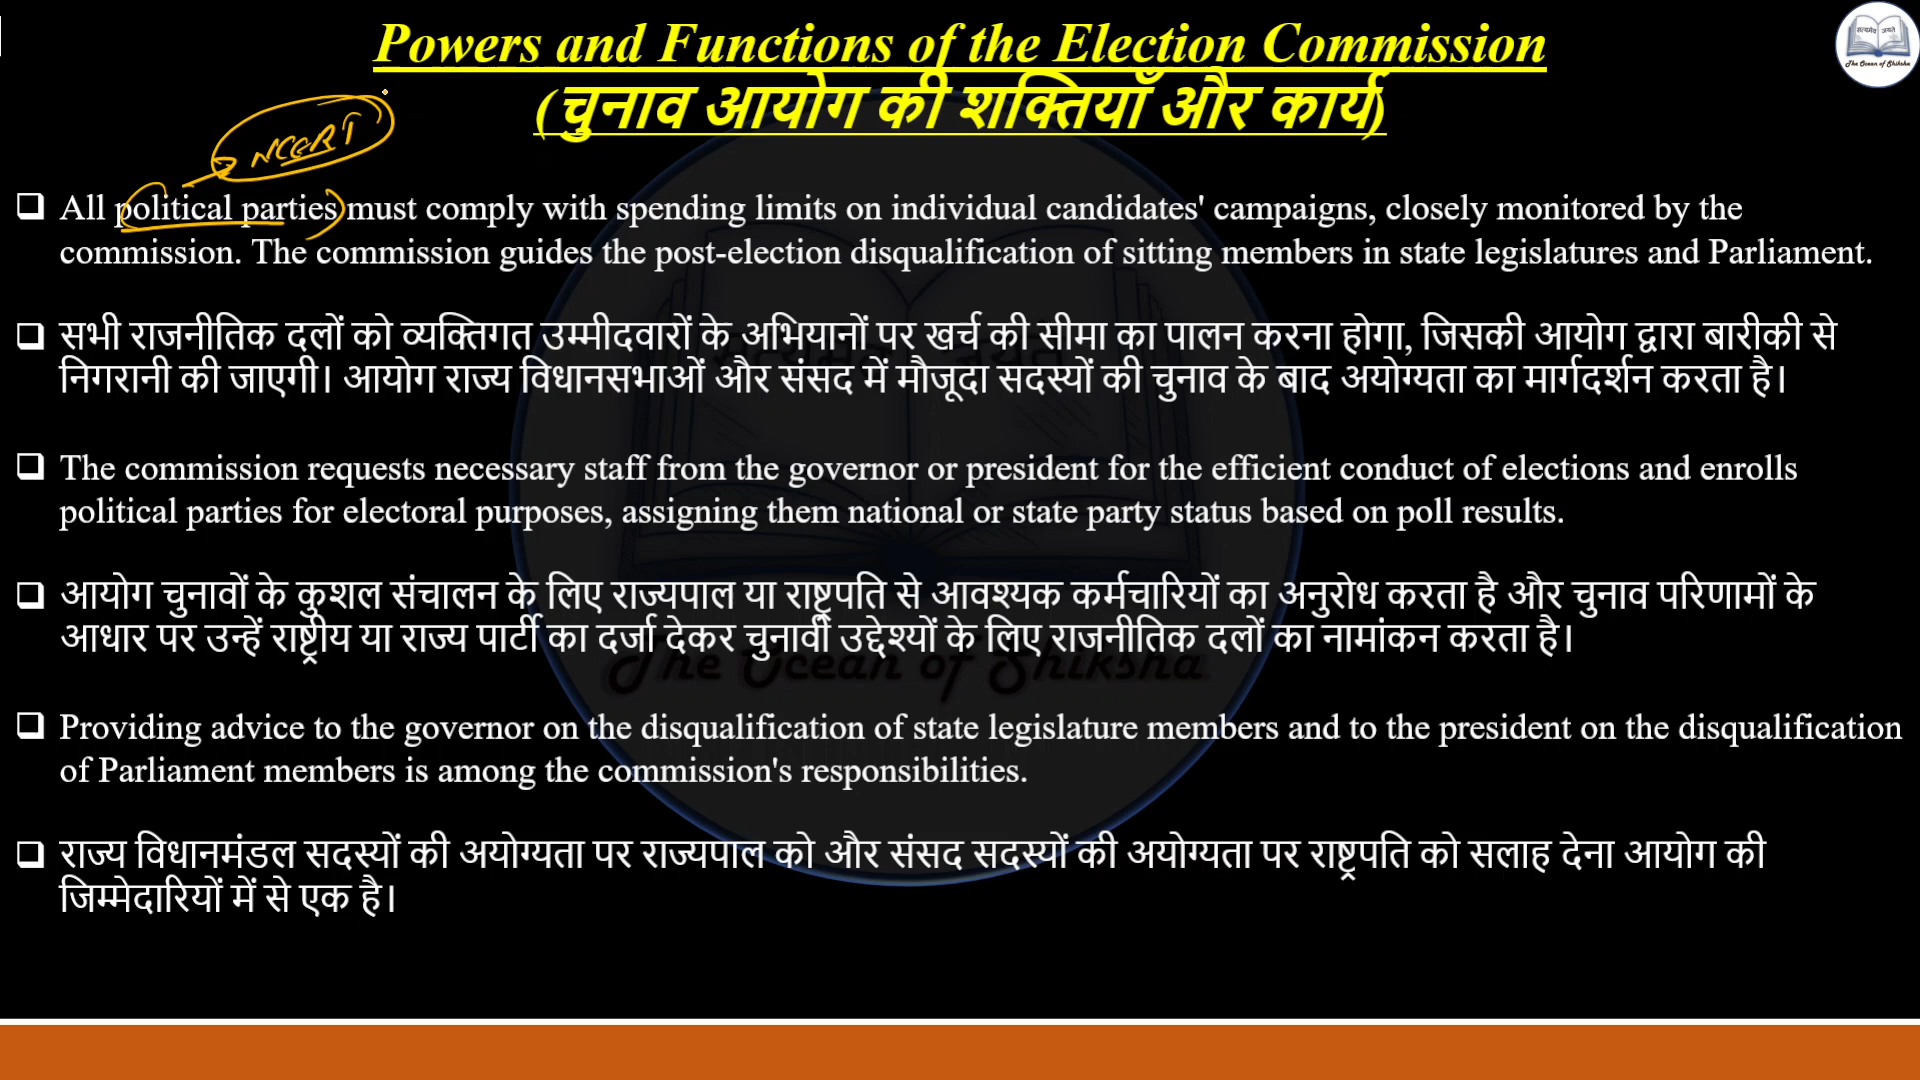 Powers and Functions of the Election Commission
(चुनाव आयोग की शक्तियाँ और कार्य)
सत्यमेव जयते
The Ocean of Shiksha
NCERT
All political parties must comply with spending limits on individual candidates' campaigns, closely monitored by the
commission. The commission guides the post-election disqualification of sitting members in state legislatures and Parliament.
सभी राजनीतिक दलों को व्यक्तिगत उम्मीदवारों के अभियानों पर खर्च की सीमा का पालन करना होगा, जिसकी आयोग द्वारा बारीकी से
निगरानी की जाएगी। आयोग राज्य विधानसभाओं और संसद में मौजूदा सदस्यों की चुनाव के बाद अयोग्यता का मार्गदर्शन करता है।
The commission requests necessary staff from the governor or president for the efficient conduct of elections and enrolls
political parties for electoral purposes, assigning them national or state party status based on poll results.
आयोग चुनावों के कुशल संचालन के लिए राज्यपाल या राष्ट्रपति से आवश्यक कर्मचारियों का अनुरोध करता है और चुनाव परिणामों के
आधार पर उन्हें राष्ट्रीय या राज्य पार्टी का दर्जा देकर चुनावी उद्देश्यों के लिए राजनीतिक दलों का नामांकन करता है।
The Ocean of Shiksha
Providing advice to the governor on the disqualification of state legislature members and to the president on the disqualification
of Parliament members is among the commission's responsibilities.
राज्य विधानमंडल सदस्यों की अयोग्यता पर राज्यपाल को और संसद सदस्यों की अयोग्यता पर राष्ट्रपति को सलाह देना आयोग की
जिम्मेदारियों में से एक है।